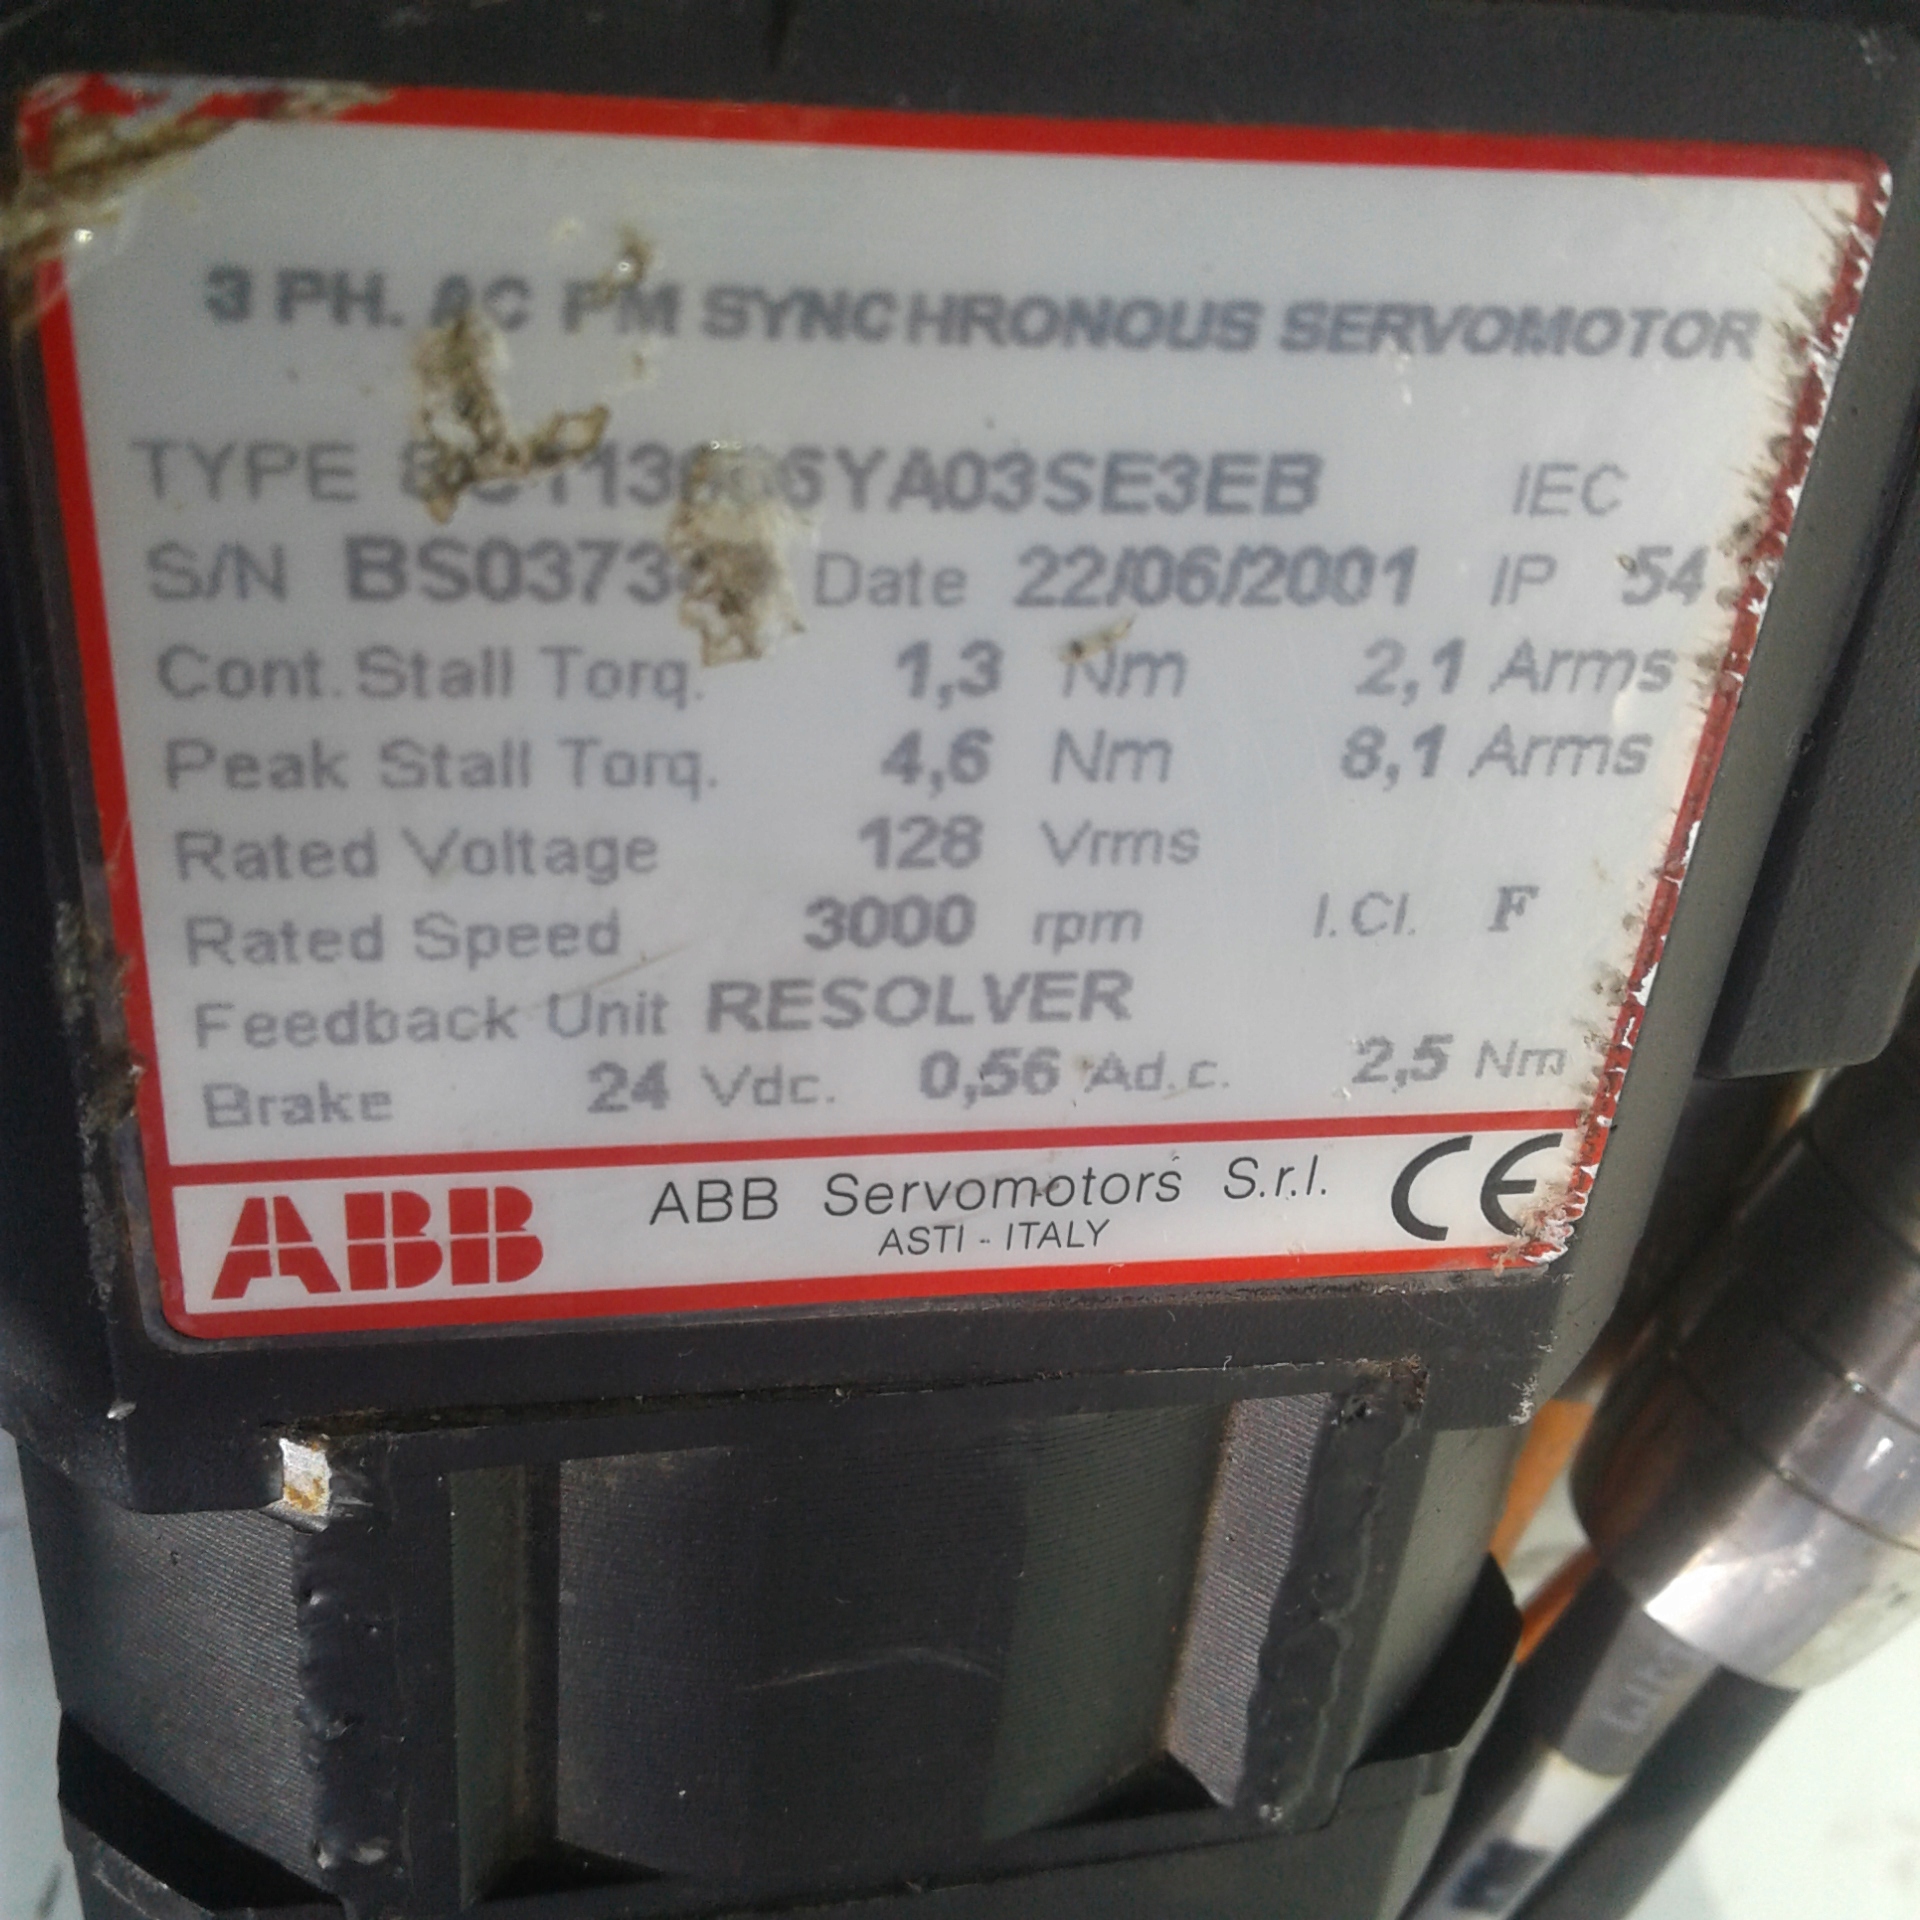 3 PH. AC PM SYNCHRONOUS SERVOMOTOR
TYPE IEC
S/N Date 22/06/2001 IP 54
Cont. Stall Torq. 1,3 Nm 2,1 Arms
Peak Stall Torq. 4,6 Nm 8,1 Arms
Rated Voltage 128 Vrms
Rated Speed 3000 rpm I.Cl. F
Feedback Unit RESOLVER
Brake 24 Vdc. 0,56 Ad.c. 2,5 Nm
ABB ABB Servomotors S.r.l. CE
ASTI - ITALY